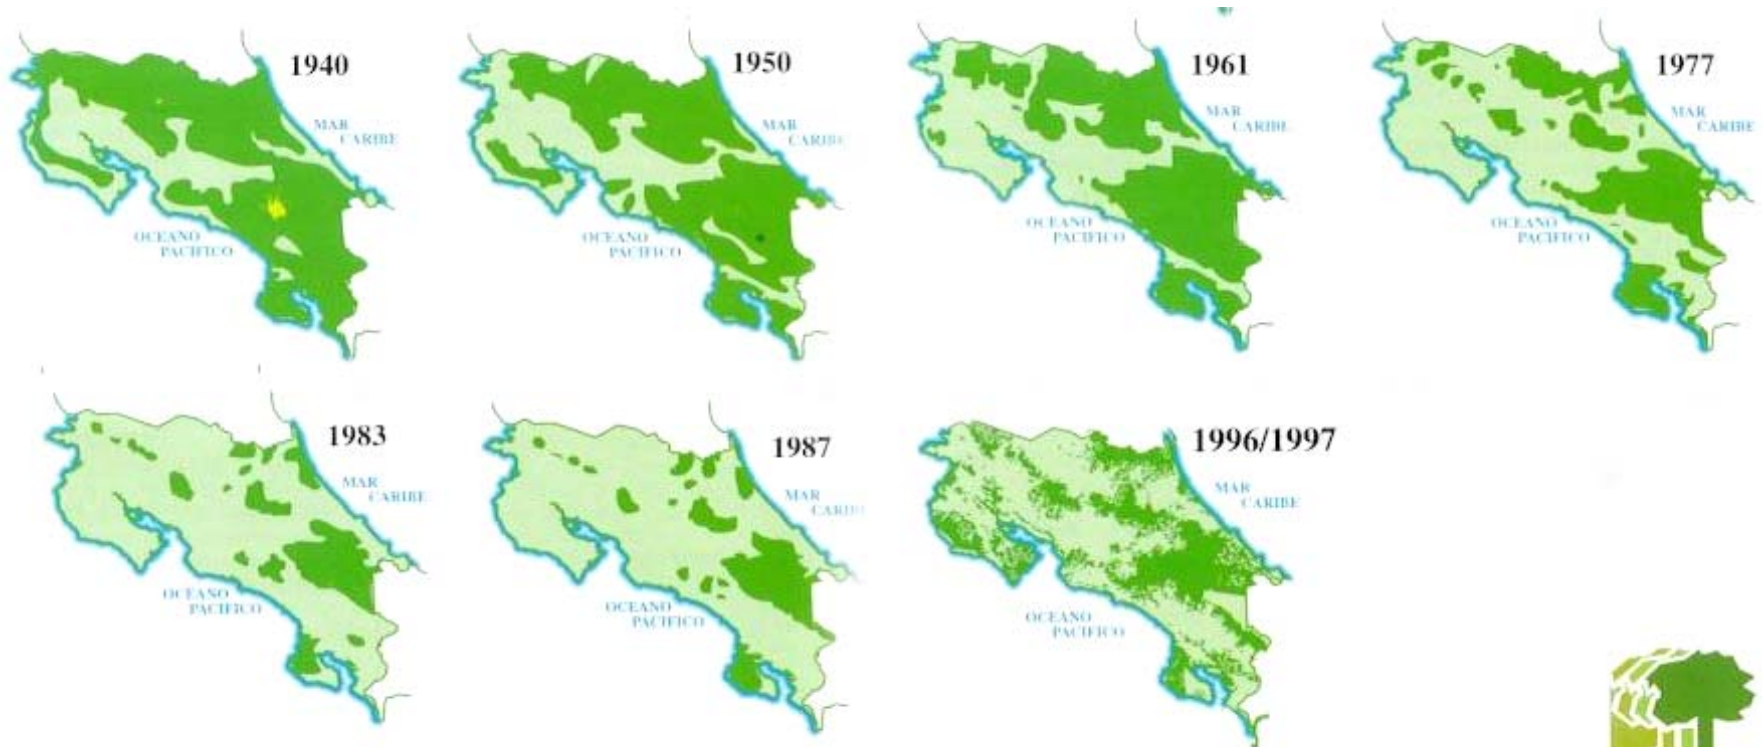 1940
MAR
CARIBE
OCEANO
PACIFICO
1950
MAR
CARIBE
OCEANO
PACIFICO
1961
MAR
CARIBE
OCEANO
PACIFICO
1977
MAR
CARIBE
OCEANO
PACIFICO
1983
MAR
CARIBE
OCEANO
PACIFICO
1987
MAR
CARIBE
OCEANO
PACIFICO
1996/1997
MAR
CARIBE
OCEANO
PACIFICO